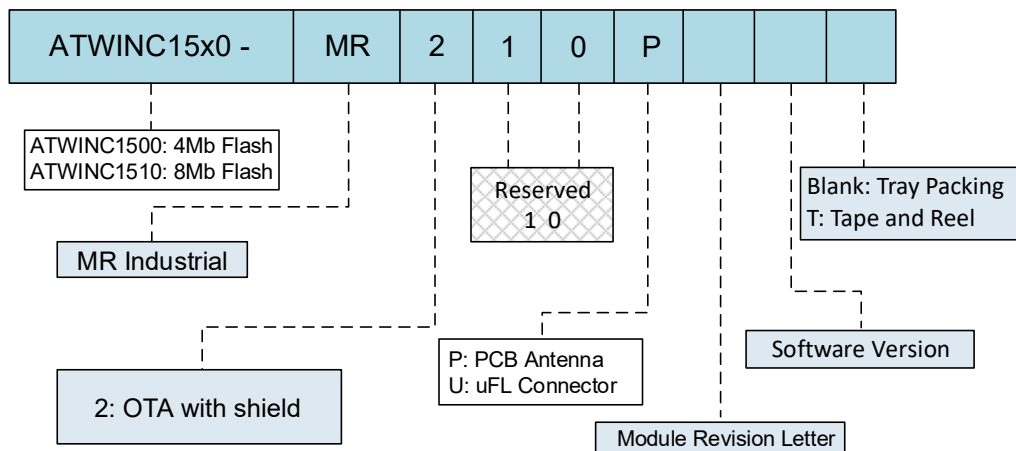 ATWINC15x0 - MR 2 1 0 P
ATWINC1500: 4Mb Flash
ATWINC1510: 8Mb Flash
Reserved
1 0
Blank: Tray Packing
T: Tape and Reel
MR Industrial
P: PCB Antenna
U: uFL Connector
Software Version
2: OTA with shield
Module Revision Letter